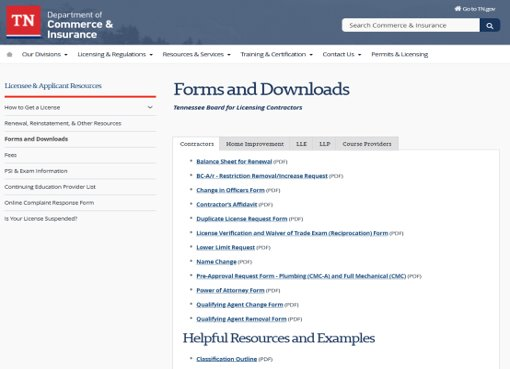 Go to TN.gov
TN
Department of
Commerce &
Insurance
Search Commerce & Insurance
Our Divisions
Licensing & Regulations
Resources & Services
Training & Certification
Contact Us
Permits & Licensing
Licensee & Applicant Resources
How to Get a License
Renewal, Reinstatement, & Other Resources
Forms and Downloads
Fees
PSI & Exam Information
Continuing Education Provider List
Online Complaint Response Form
Is Your License Suspended?
Forms and Downloads
Tennessee Board for Licensing Contractors
Contractors
Home Improvement
LLE
LLP
Course Providers
Balance Sheet for Renewal (PDF)
BC-A/r - Restriction Removal/Increase Request (PDF)
Change in Officers Form (PDF)
Contractor's Affidavit (PDF)
Duplicate License Request Form (PDF)
License Verification and Waiver of Trade Exam (Reciprocation) Form (PDF)
Lower Limit Request (PDF)
Name Change (PDF)
Pre-Approval Request Form - Plumbing (CMC-A) and Full Mechanical (CMC) (PDF)
Power of Attorney Form (PDF)
Qualifying Agent Change Form (PDF)
Qualifying Agent Removal Form (PDF)
Helpful Resources and Examples
Classification Outline (PDF)